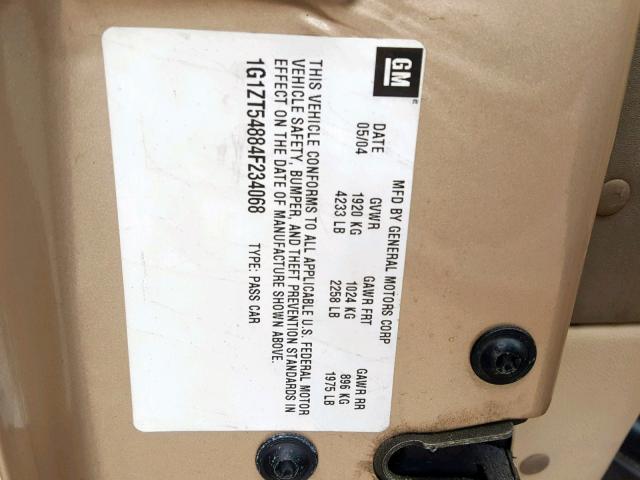 GM
MFD BY GENERAL MOTORS CORP
DATE GVWR GAWR FRT GAWR RR
05/04 1920 KG 1024 KG 896 KG
4233 LB 2258 LB 1975 LB
THIS VEHICLE CONFORMS TO ALL APPLICABLE U.S. FEDERAL MOTOR
VEHICLE SAFETY, BUMPER, AND THEFT PREVENTION STANDARDS IN
EFFECT ON THE DATE OF MANUFACTURE SHOWN ABOVE.
1G1ZT54884F234068 TYPE: PASS CAR